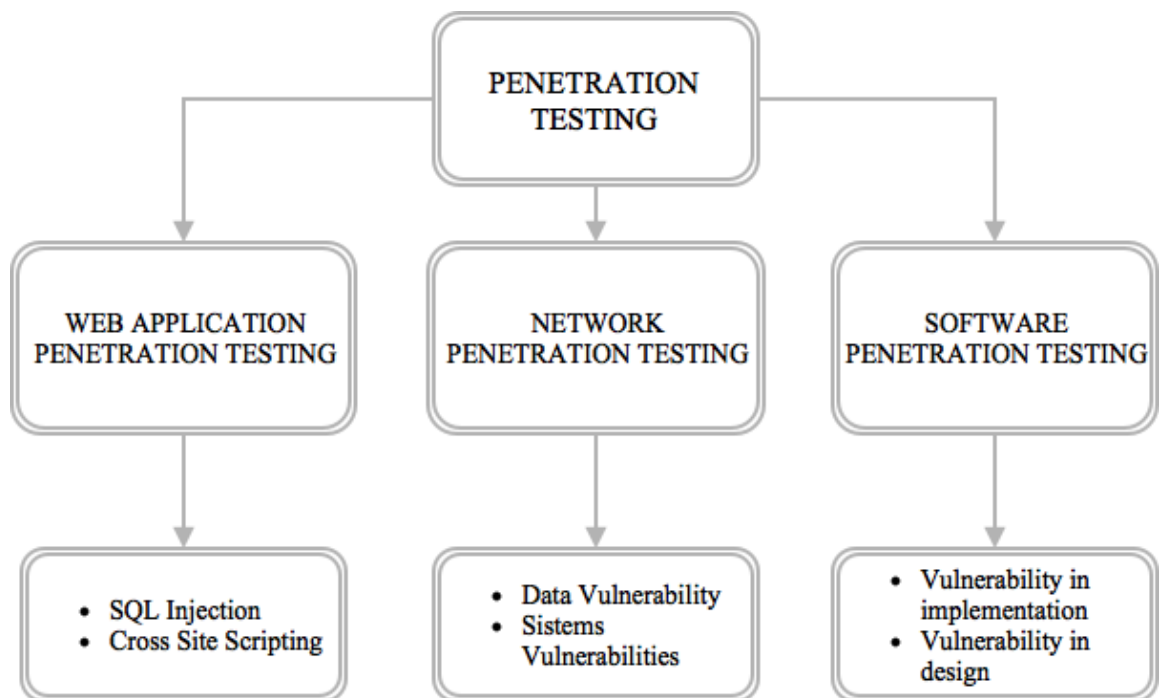 PENETRATION
TESTING
WEB APPLICATION
PENETRATION TESTING
NETWORK
PENETRATION TESTING
SOFTWARE
PENETRATION TESTING
• SQL Injection
• Cross Site Scripting
• Data Vulnerability
• Sistems
Vulnerabilities
• Vulnerability in
implementation
• Vulnerability in
design